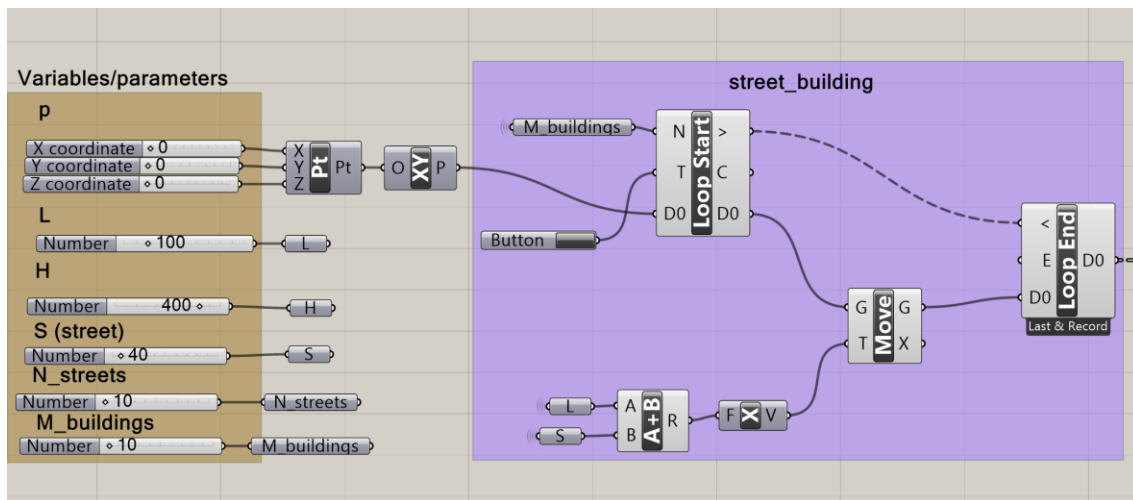 Variables/parameters
p
X coordinate ◇ 0
Y coordinate ◇ 0
Z coordinate ◇ 0
X
Y
Z
Pt
Pt
O
XY
P
L
Number ◇ 100
L
H
Number 400 ◇
H
S (street)
Number ◇ 40
S
N_streets
Number ◇ 10
N_streets
M_buildings
Number ◇ 10
M_buildings
street_building
M_buildings
Button
N
T
D0
Loop Start
>
C
D0
L
S
A
B
A+B
R
F
X
V
G
T
Move
G
X
<
E
D0
Loop End
D0
Last & Record